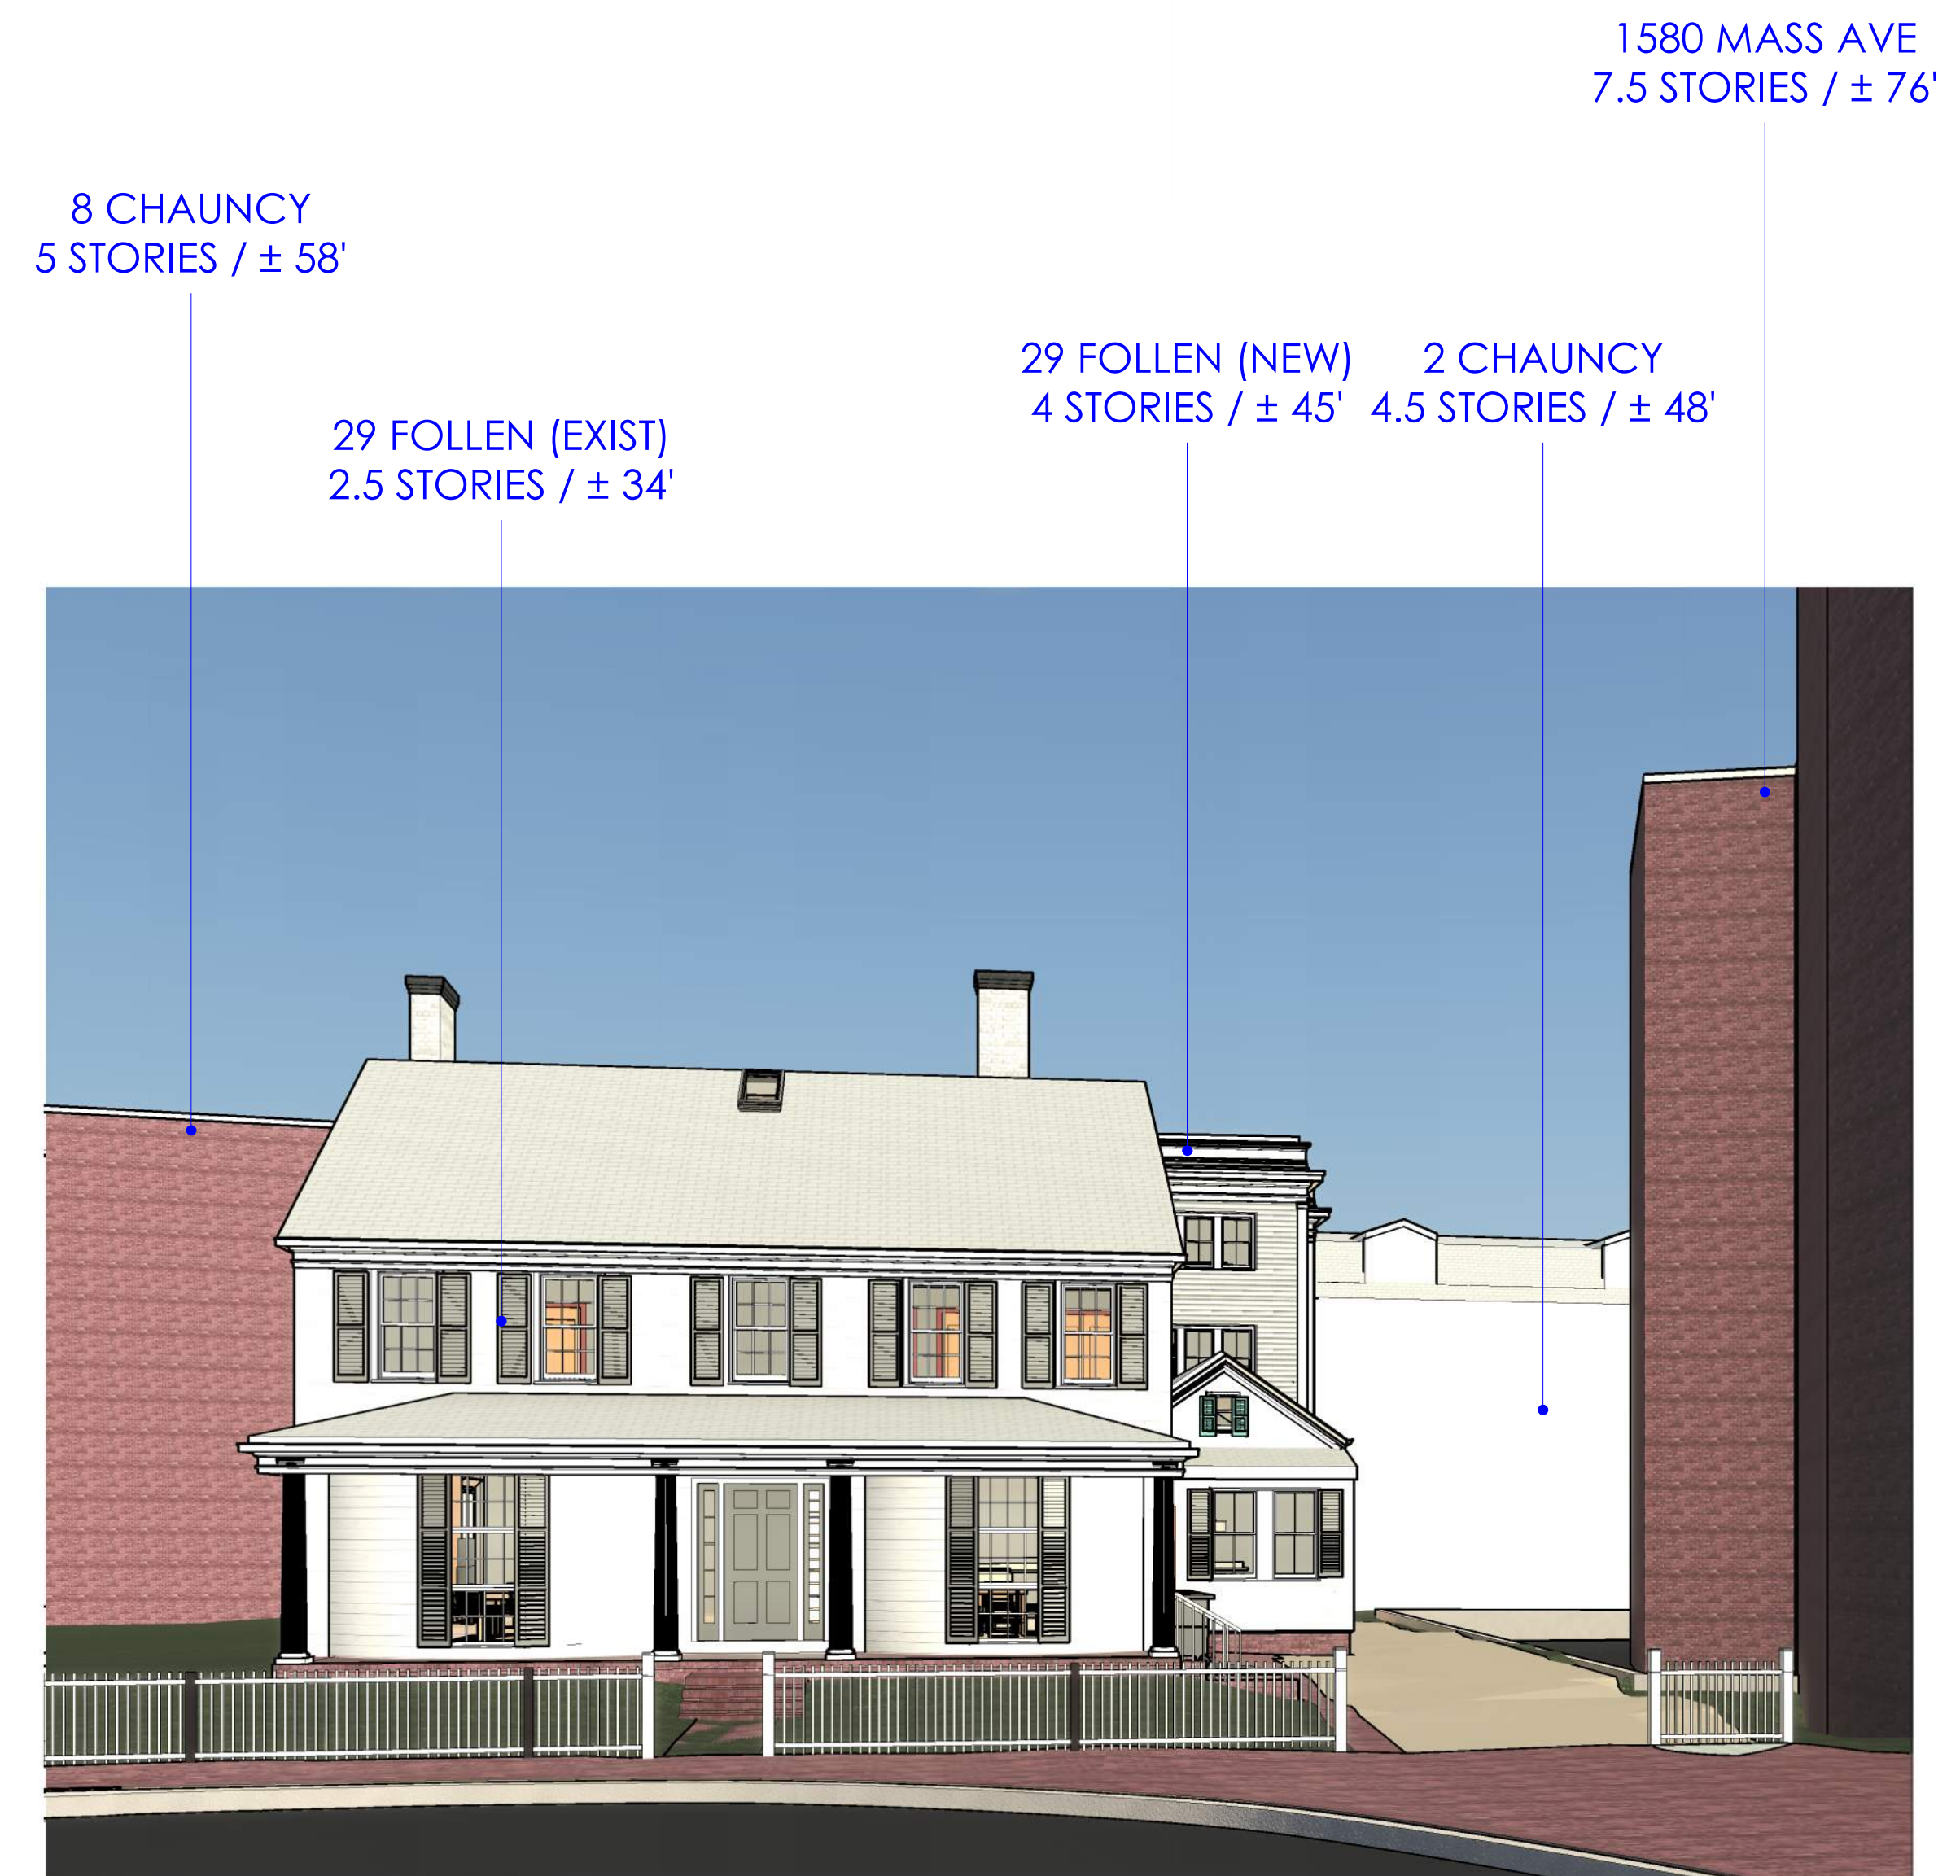 1580 MASS AVE
7.5 STORIES / ± 76'
8 CHAUNCY
5 STORIES / ± 58'
29 FOLLEN (NEW)
4 STORIES / ± 45'
2 CHAUNCY
4.5 STORIES / ± 48'
29 FOLLEN (EXIST)
2.5 STORIES / ± 34'